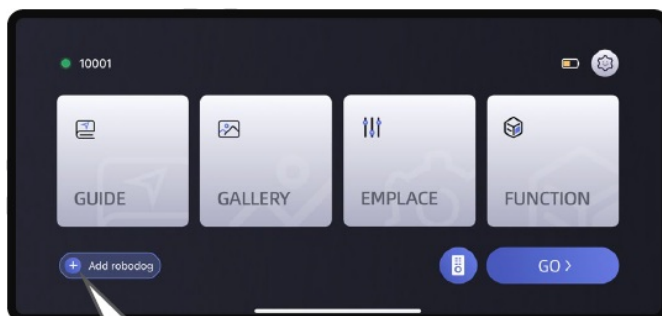 10001
GUIDE
GALLERY
EMPLACE
FUNCTION
Add robodog
GO >